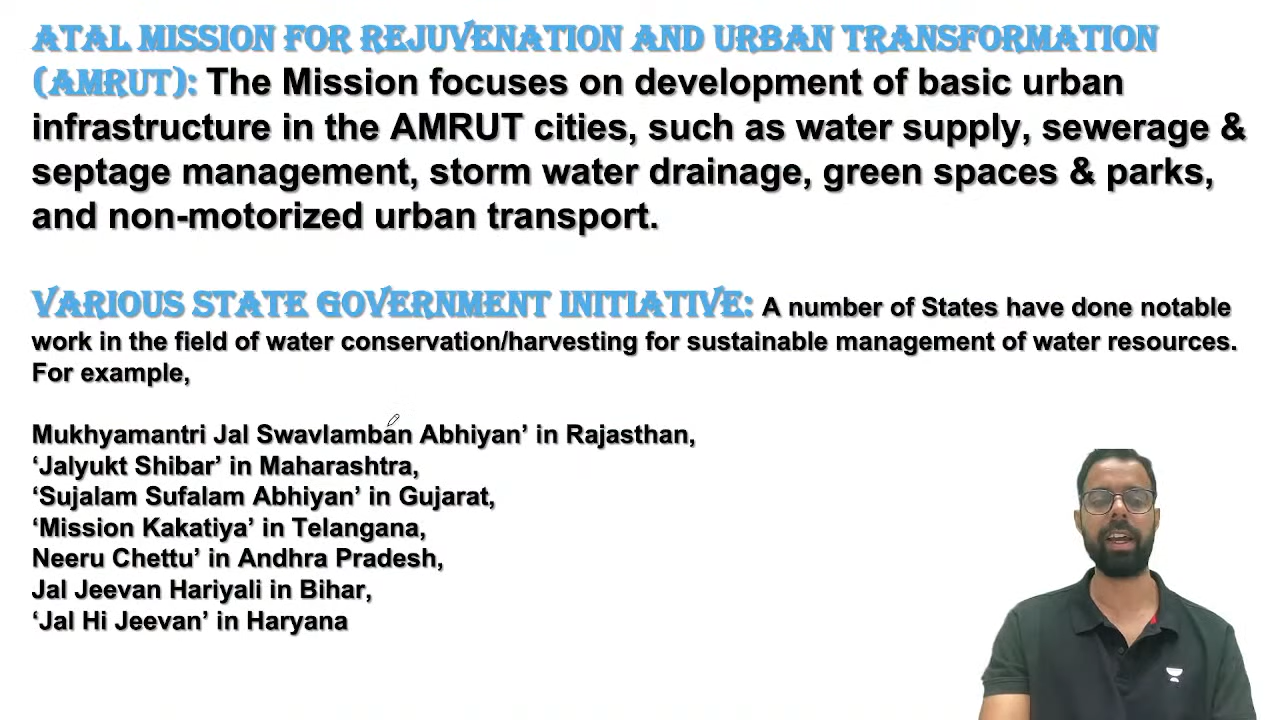 ATAL MISSION FOR REJUVENATION AND URBAN TRANSFORMATION
(AMRUT): The Mission focuses on development of basic urban
infrastructure in the AMRUT cities, such as water supply, sewerage &
septage management, storm water drainage, green spaces & parks,
and non-motorized urban transport.
VARIOUS STATE GOVERNMENT INITIATIVE: A number of States have done notable
work in the field of water conservation/harvesting for sustainable management of water resources.
For example,
Mukhyamantri Jal Swavlamban Abhiyan’ in Rajasthan,
‘Jalyukt Shibar’ in Maharashtra,
‘Sujalam Sufalam Abhiyan’ in Gujarat,
‘Mission Kakatiya’ in Telangana,
Neeru Chettu’ in Andhra Pradesh,
Jal Jeevan Hariyali in Bihar,
‘Jal Hi Jeevan’ in Haryana